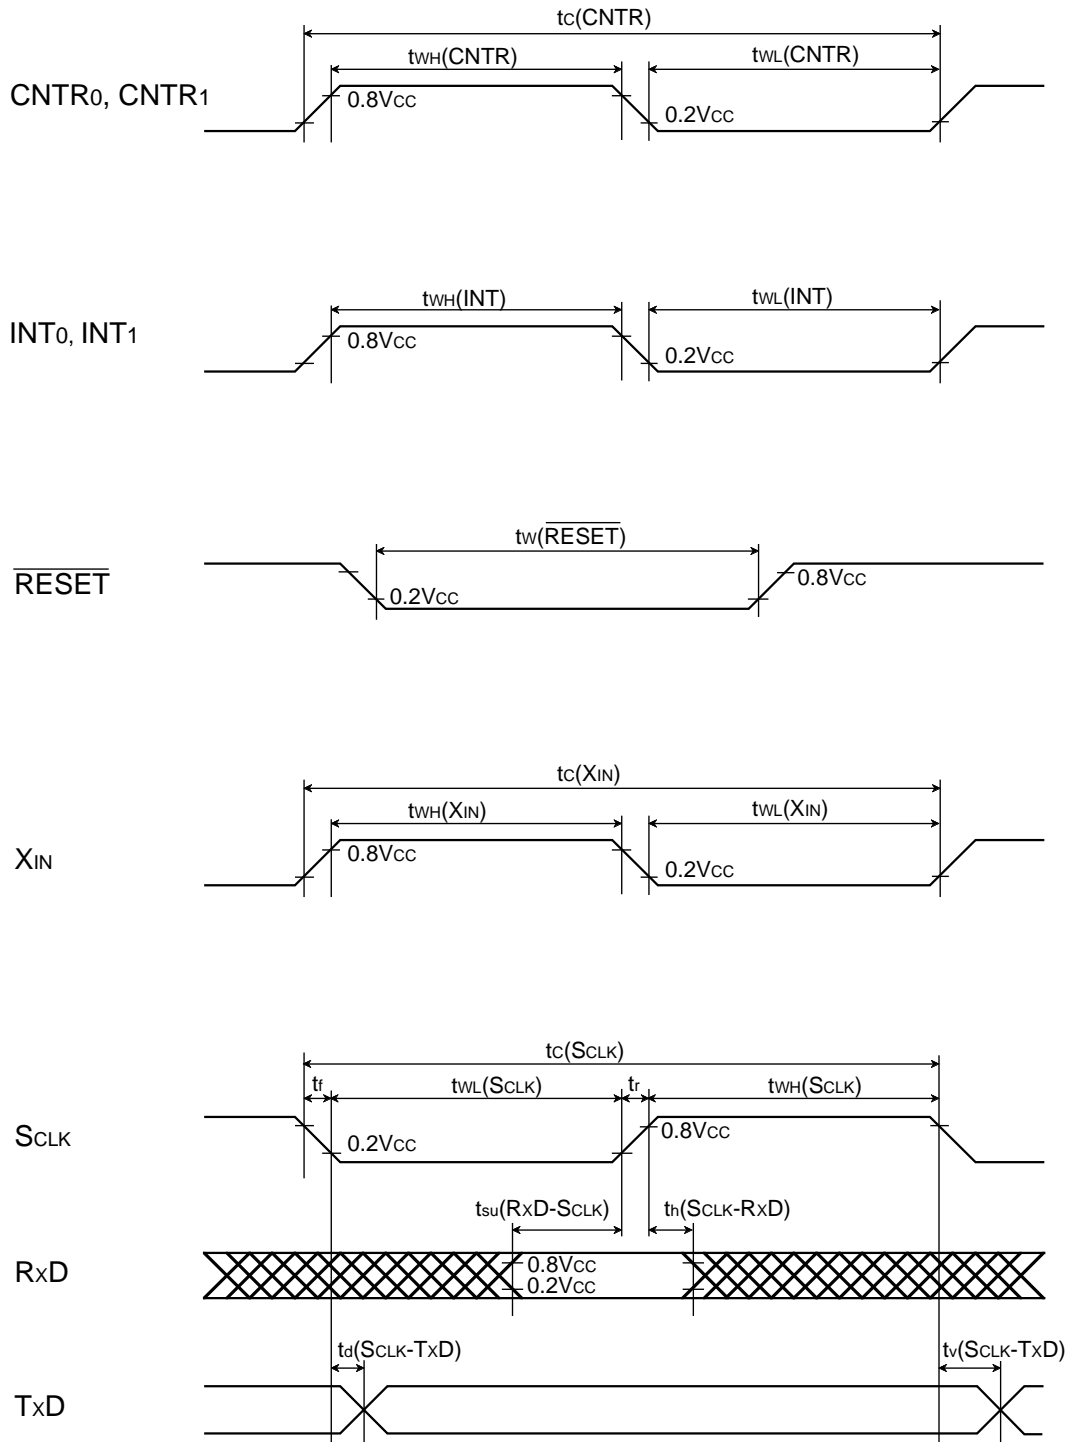 tC(CNTR)
tWH(CNTR) tWL(CNTR)
CNTR0, CNTR1 0.8VCC 0.2VCC
tWH(INT) tWL(INT)
INT0, INT1 0.8VCC 0.2VCC
tW(RESET)
RESET 0.2VCC 0.8VCC
tC(XIN)
tWH(XIN) tWL(XIN)
XIN 0.8VCC 0.2VCC
tC(SCLK)
tf tWL(SCLK) tr tWH(SCLK)
SCLK 0.2VCC 0.8VCC
tsu(RXD-SCLK) th(SCLK-RXD)
RXD 0.8VCC
0.2VCC
td(SCLK-TXD) tv(SCLK-TXD)
TXD